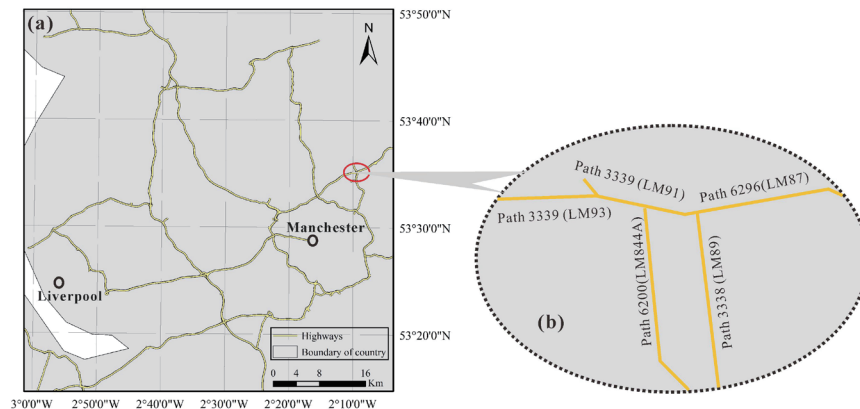 (a)
N
Manchester
Liverpool
Highways
Boundary of country
0 4 8 16
Km
53°50'0"N
53°40'0"N
53°30'0"N
53°20'0"N
3°0'0"W 2°50'0"W 2°40'0"W 2°30'0"W 2°20'0"W 2°10'0"W
Path 3339 (LM91)
Path 6296(LM87)
Path 3339 (LM93)
Path 6200(LM844A)
Path 3338 (LM89)
(b)